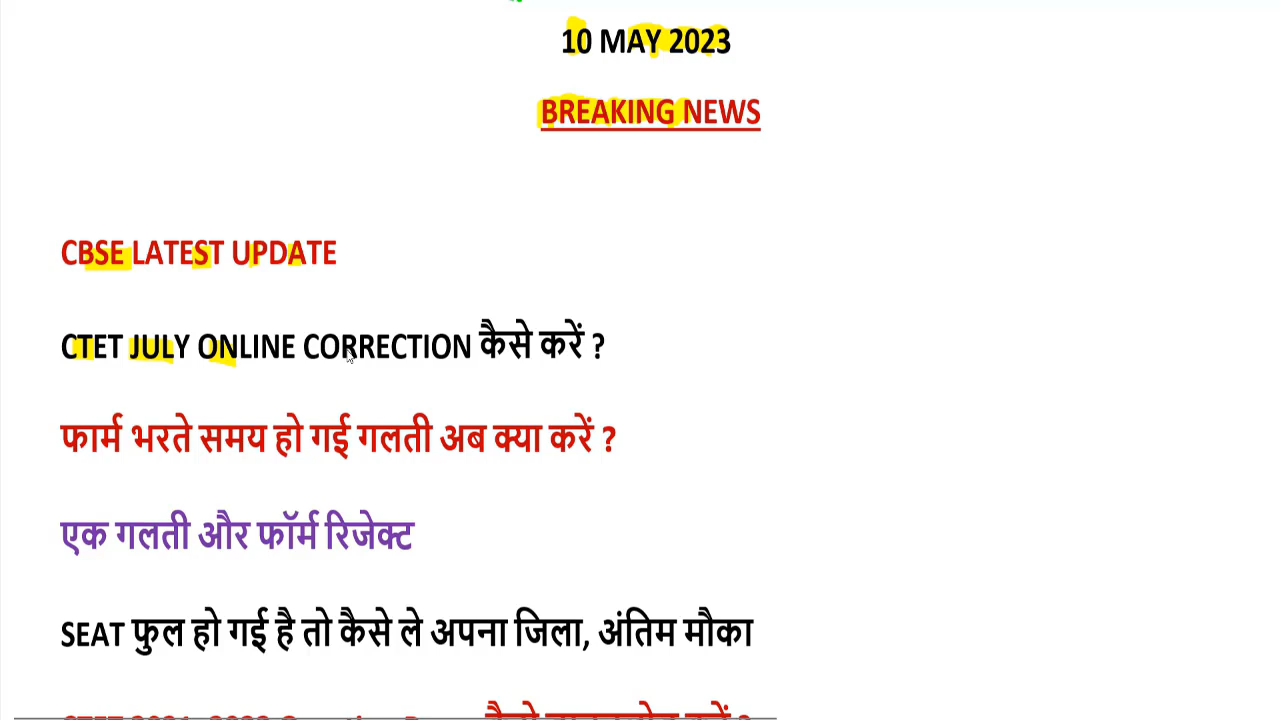 10 MAY 2023
BREAKING NEWS
CBSE LATEST UPDATE
CTET JULY ONLINE CORRECTION कैसे करें ?
फार्म भरते समय हो गई गलती अब क्या करें ?
एक गलती और फॉर्म रिजेक्ट
SEAT फुल हो गई है तो कैसे ले अपना जिला, अंतिम मौका